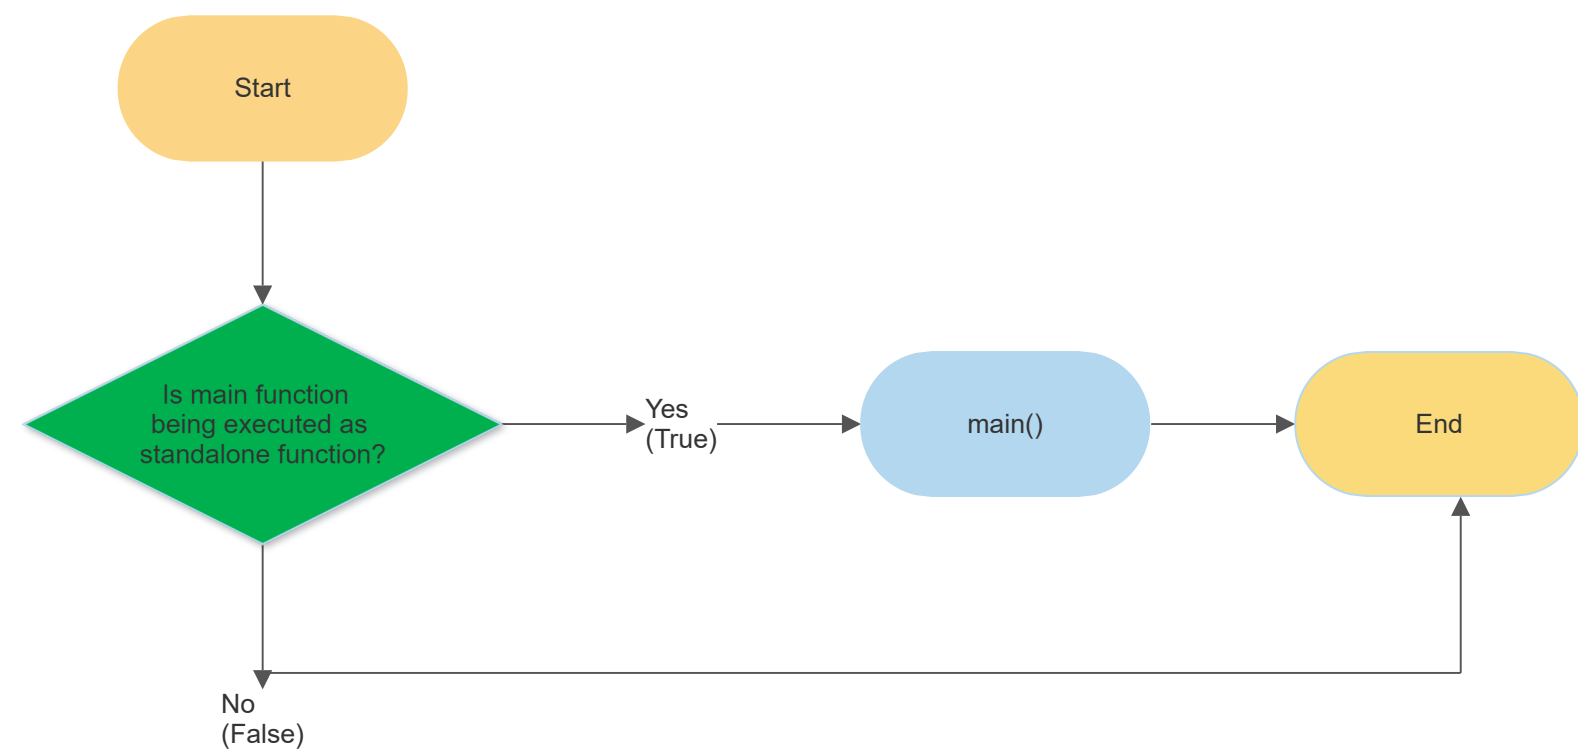 Start
Is main function
being executed as
standalone function?
Yes
(True)
main()
End
No
(False)